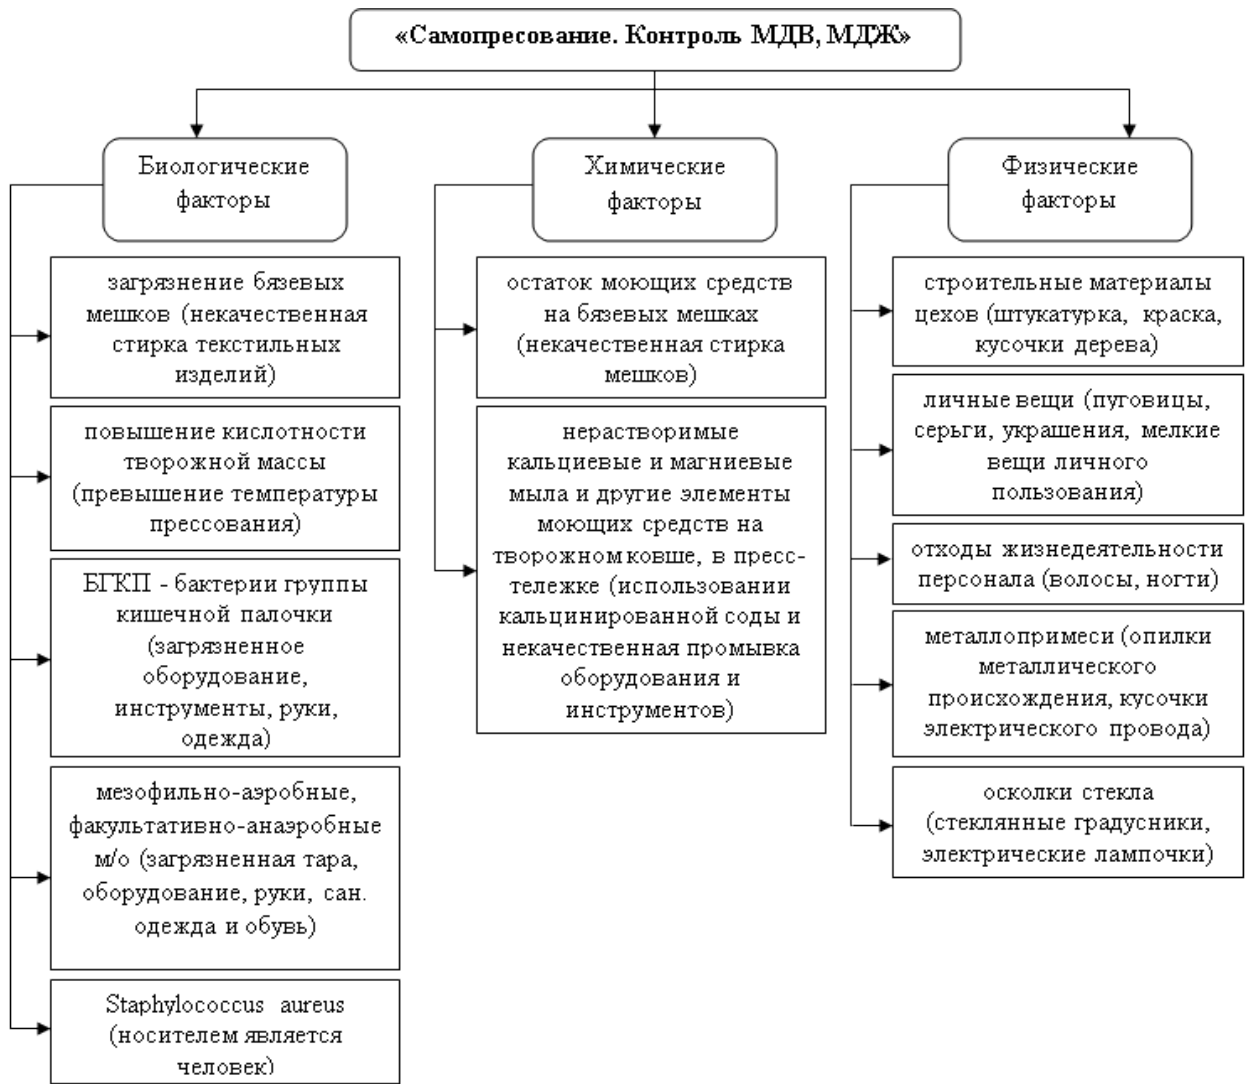 «Самопресование. Контроль МДВ, МДЖ»
Биологические
факторы
загрязнение бязевых
мешков (некачественная
стирка текстильных
изделий)
повышение кислотности
творожной массы
(превышение температуры
прессования)
БГКП - бактерии группы
кишечной палочки
(загрязненное
оборудование,
инструменты, руки,
одежда)
мезофильно-аэробные,
факультативно-анаэробные
м/о (загрязненная тара,
оборудование, руки, сан.
одежда и обувь)
Staphylococcus aureus
(носителем является
человек)
Химические
факторы
остаток моющих средств
на бязевых мешках
(некачественная стирка
мешков)
нерастворимые
кальциевые и магниевые
мыла и другие элементы
моющих средств на
творожном ковше, в пресс-
тележке (использовании
кальцинированной соды и
некачественная промывка
оборудования и
инструментов)
Физические
факторы
строительные материалы
цехов (штукатурка, краска,
кусочки дерева)
личные вещи (пуговицы,
серьги, украшения, мелкие
вещи личного
пользования)
отходы жизнедеятельности
персонала (волосы, ногти)
металлопримеси (опилки
металлического
происхождения, кусочки
электрического провода)
осколки стекла
(стеклянные градусники,
электрические лампочки)